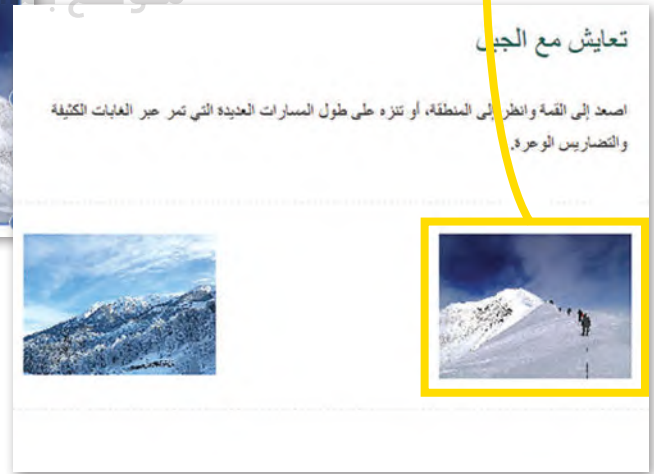 تعايش مع الجبل
اصعد إلى القمة وانظر إلى المنطقة، أو تنزه على طول المسارات العديدة التي تمر عبر الغابات الكثيفة
والتضاريس الوعرة.